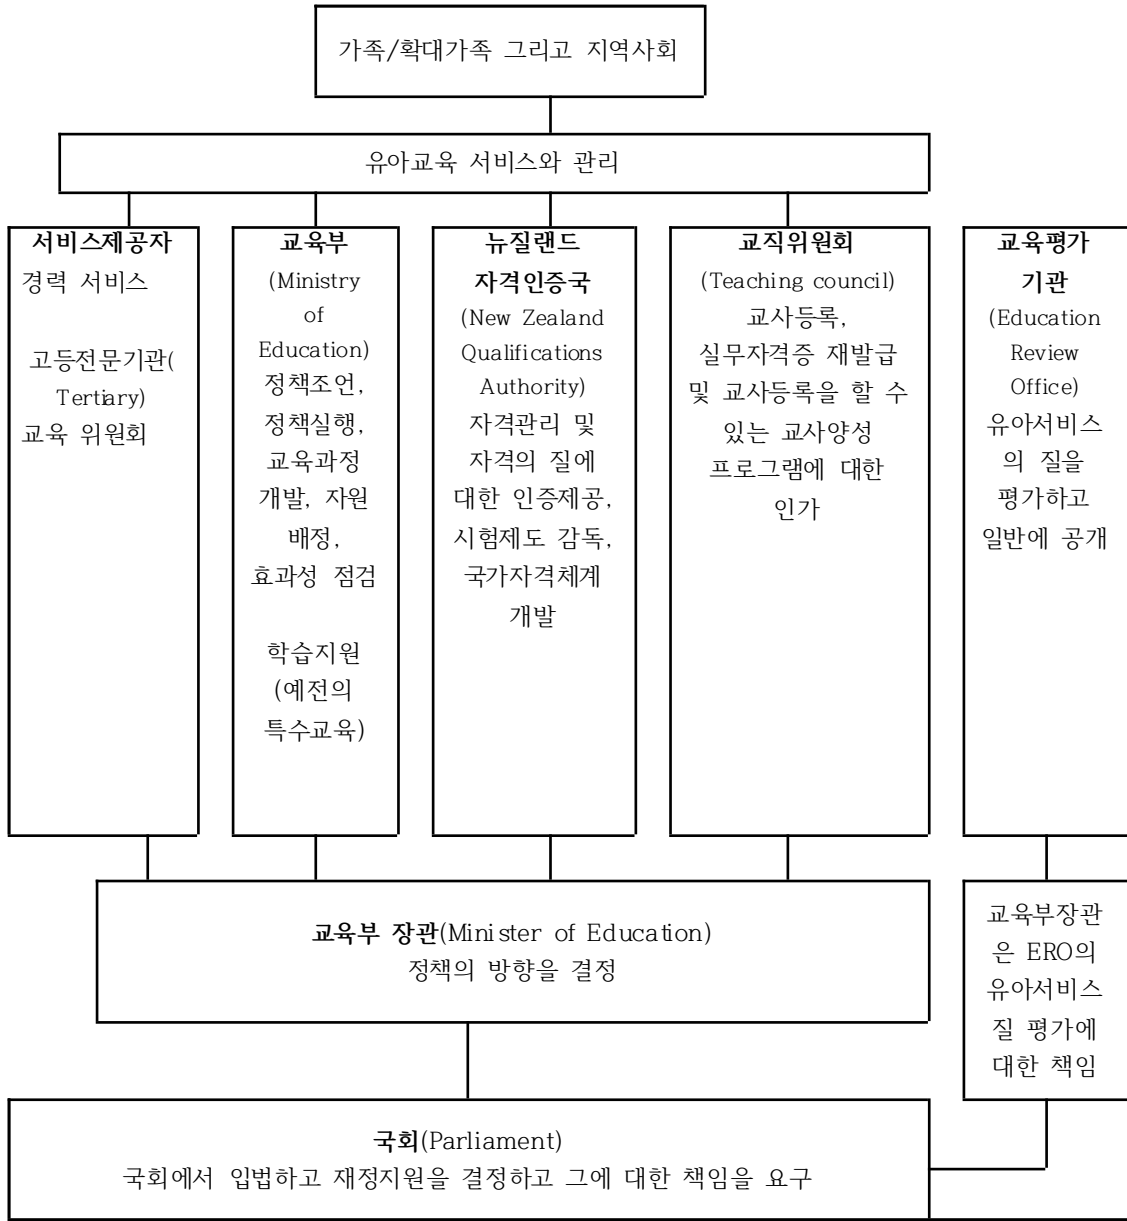 가족/확대가족 그리고 지역사회
유아교육 서비스와 관리
서비스제공자
경력 서비스
고등전문기관(
Tertiary)
교육 위원회
교육부
(Ministry
of
Education)
정책조언,
정책실행,
교육과정
개발, 자원
배정,
효과성 점검
학습지원
(예전의
특수교육)
뉴질랜드
자격인증국
(New Zealand
Qualifications
Authority)
자격관리 및
자격의 질에
대한 인증제공,
시험제도 감독,
국가자격체계
개발
교직위원회
(Teaching council)
교사등록,
실무자격증 재발급
및 교사등록을 할 수
있는 교사양성
프로그램에 대한
인가
교육평가
기관
(Education
Review
Office)
유아서비스
의 질을
평가하고
일반에 공개
교육부 장관(Minister of Education)
정책의 방향을 결정
교육부장관
은 ERO의
유아서비스
질 평가에
대한 책임
국회(Parliament)
국회에서 입법하고 재정지원을 결정하고 그에 대한 책임을 요구